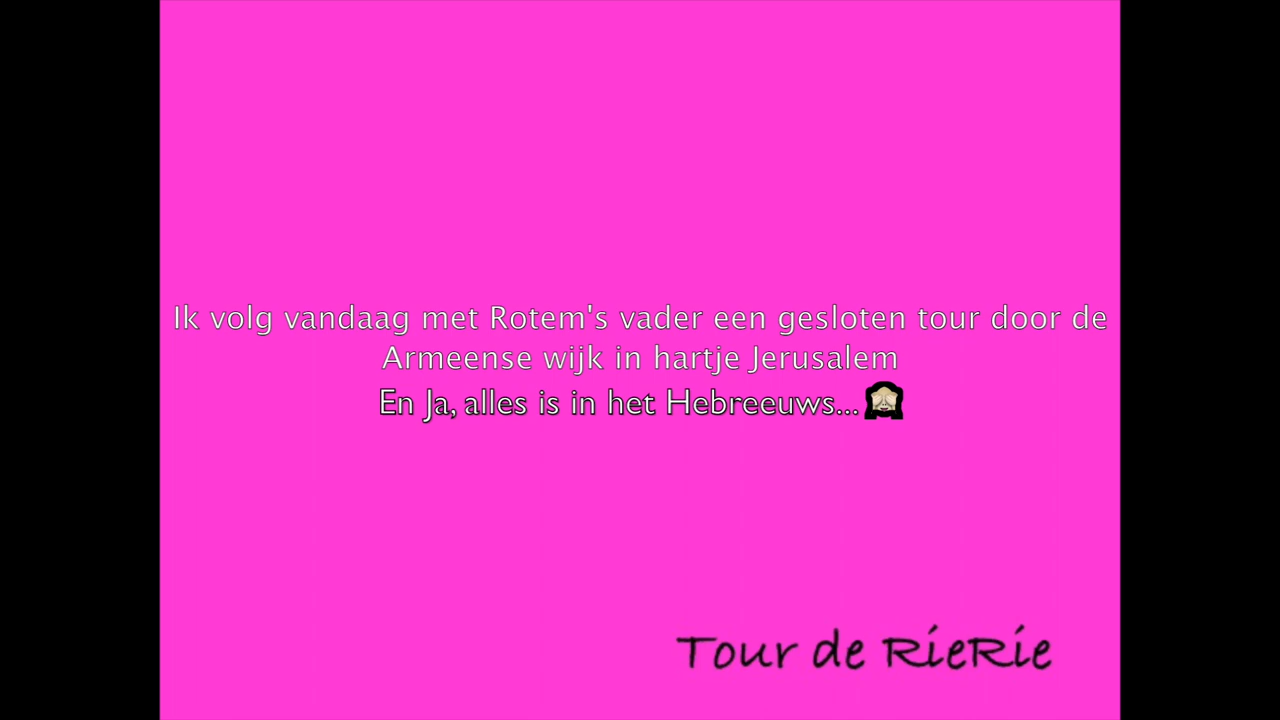 Ik volg vandaag met Rotem's vader een gesloten tour door de
Armeense wijk in hartje Jerusalem
En Ja, alles is in het Hebreeuws...🙈
Tour de RieRie